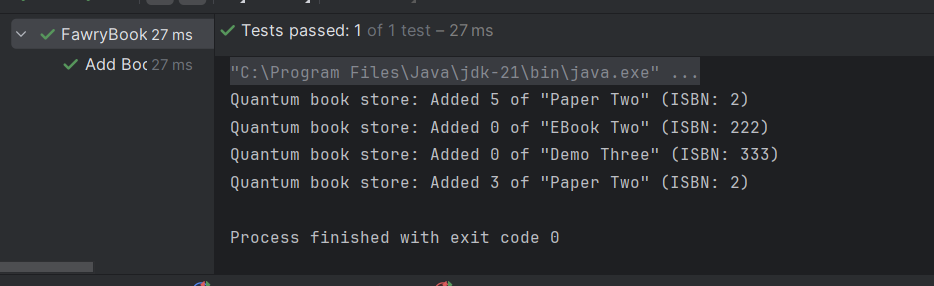 FawryBook 27 ms
Tests passed: 1 of 1 test – 27 ms
Add Boo 27 ms
"C:\Program Files\Java\jdk-21\bin\java.exe" ...
Quantum book store: Added 5 of "Paper Two" (ISBN: 2)
Quantum book store: Added 0 of "EBook Two" (ISBN: 222)
Quantum book store: Added 0 of "Demo Three" (ISBN: 333)
Quantum book store: Added 3 of "Paper Two" (ISBN: 2)
Process finished with exit code 0